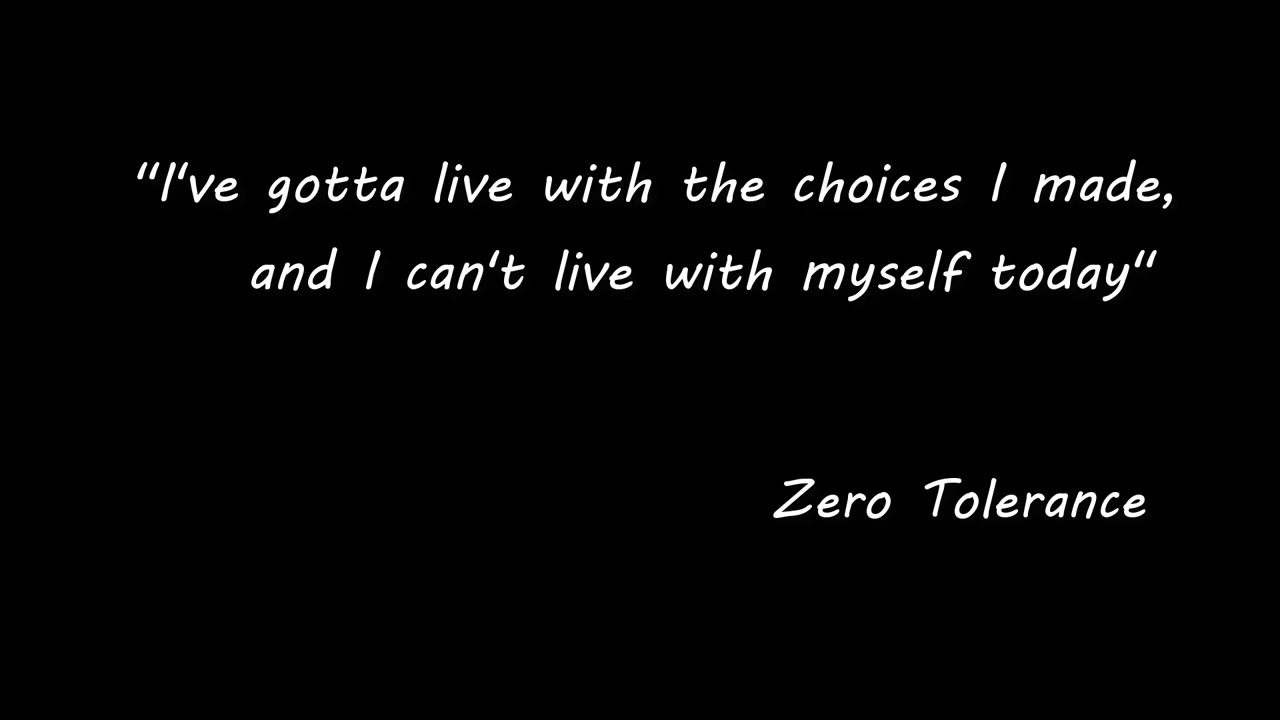 “I‘ve gotta live with the choices I made,
and I can‘t live with myself today“
Zero Tolerance